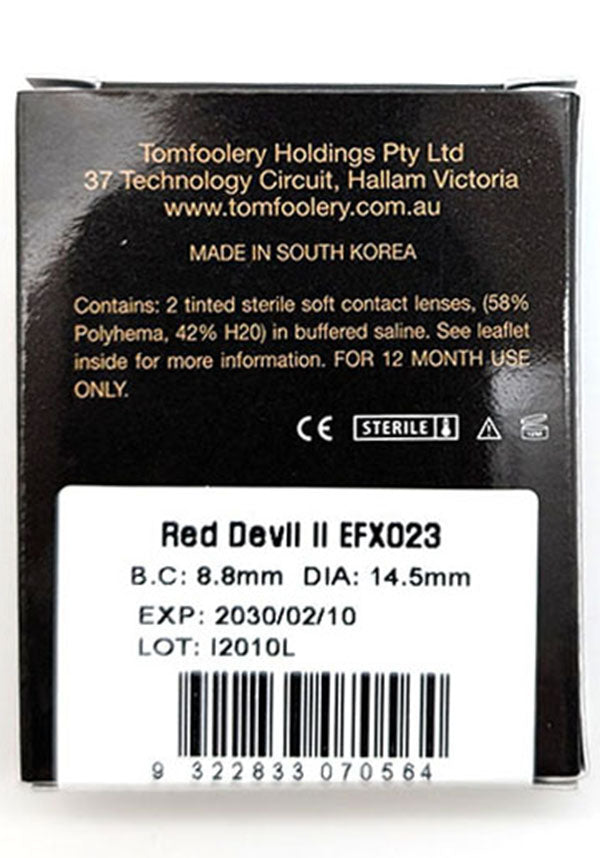 Tomfoolery Holdings Pty Ltd
37 Technology Circuit, Hallam Victoria
www.tomfoolery.com.au
MADE IN SOUTH KOREA
Contains: 2 tinted sterile soft contact lenses, (58%
Polyhema, 42% H20) in buffered saline. See leaflet
inside for more information. FOR 12 MONTH USE
ONLY.
CE STERILE
Red Devil II EFX023
B.C: 8.8mm DIA: 14.5mm
EXP: 2030/02/10
LOT: I2010L
9 322833 070564